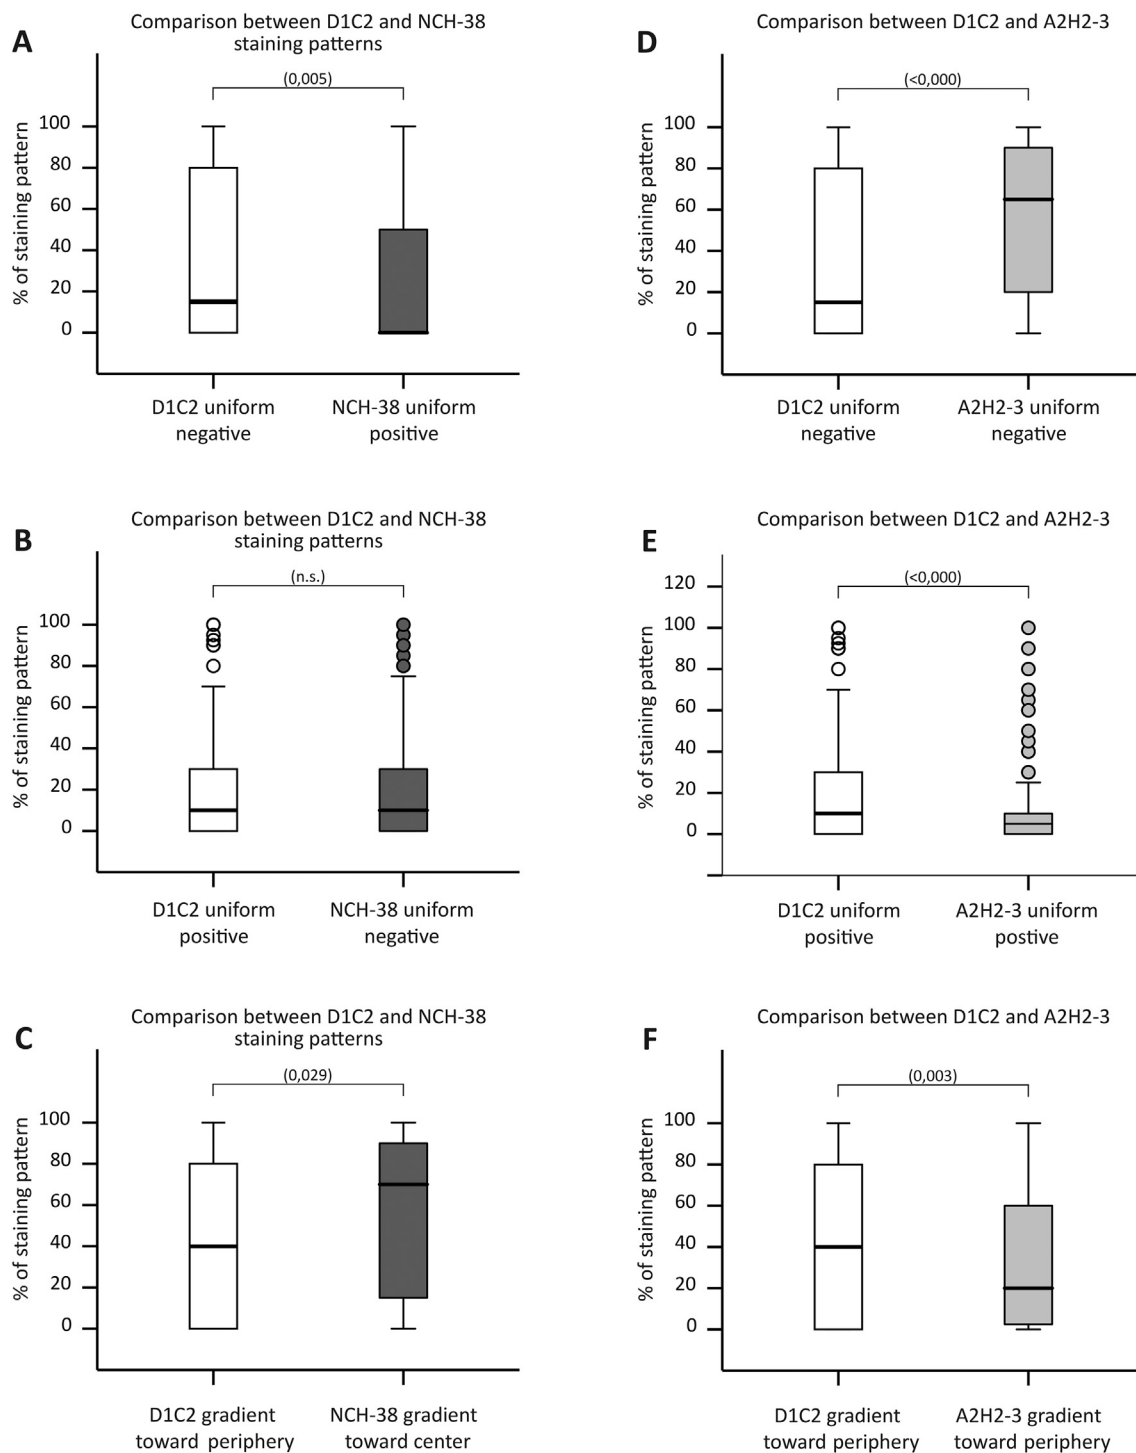 A
Comparison between D1C2 and NCH-38
staining patterns
(0,005)
% of staining pattern
100
80
60
40
20
0
D1C2 uniform
negative
NCH-38 uniform
positive
D
Comparison between D1C2 and A2H2-3
(<0,000)
% of staining pattern
100
80
60
40
20
0
D1C2 uniform
negative
A2H2-3 uniform
negative
B
Comparison between D1C2 and NCH-38
staining patterns
(n.s.)
% of staining pattern
100
80
60
40
20
0
D1C2 uniform
positive
NCH-38 uniform
negative
E
Comparison between D1C2 and A2H2-3
(<0,000)
% of staining pattern
120
100
80
60
40
20
0
D1C2 uniform
positive
A2H2-3 uniform
postive
C
Comparison between D1C2 and NCH-38
staining patterns
(0,029)
% of staining pattern
100
80
60
40
20
0
D1C2 gradient
toward periphery
NCH-38 gradient
toward center
F
Comparison between D1C2 and A2H2-3
(0,003)
% of staining pattern
100
80
60
40
20
0
D1C2 gradient
toward periphery
A2H2-3 gradient
toward periphery